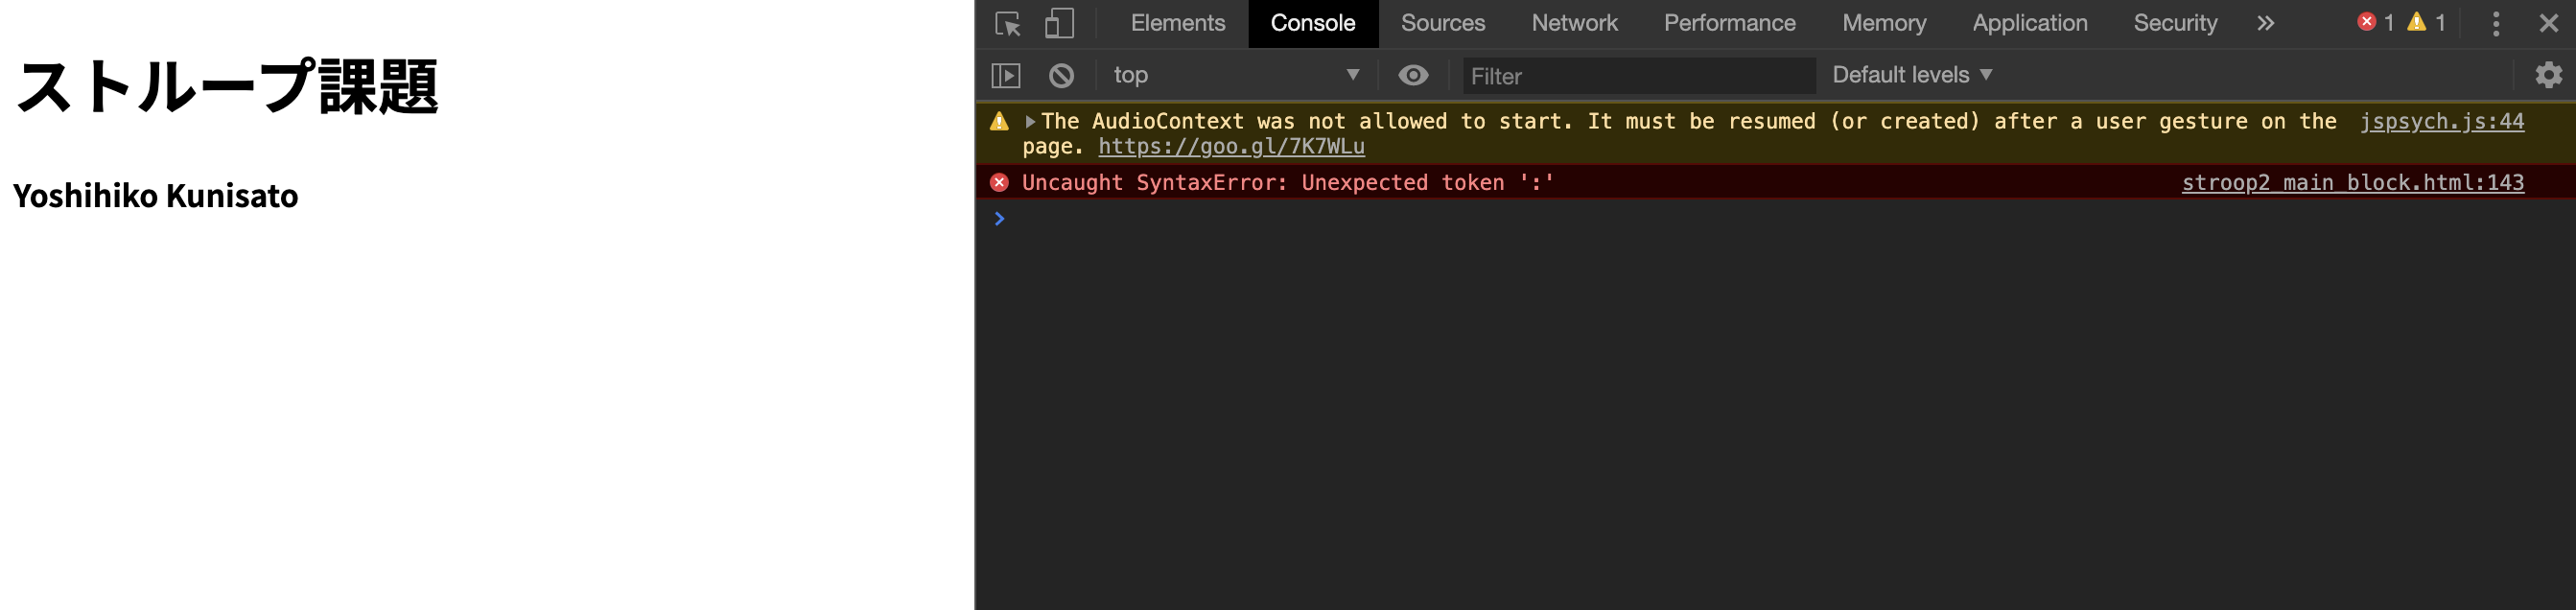 ストループ課題
Yoshihiko Kunisato
Elements Console Sources Network Performance Memory Application Security » 1 1
top Filter Default levels
The AudioContext was not allowed to start. It must be resumed (or created) after a user gesture on the jspsych.js:44
page. https://goo.gl/7K7WLu
Uncaught SyntaxError: Unexpected token ':' stroop2_main_block.html:143